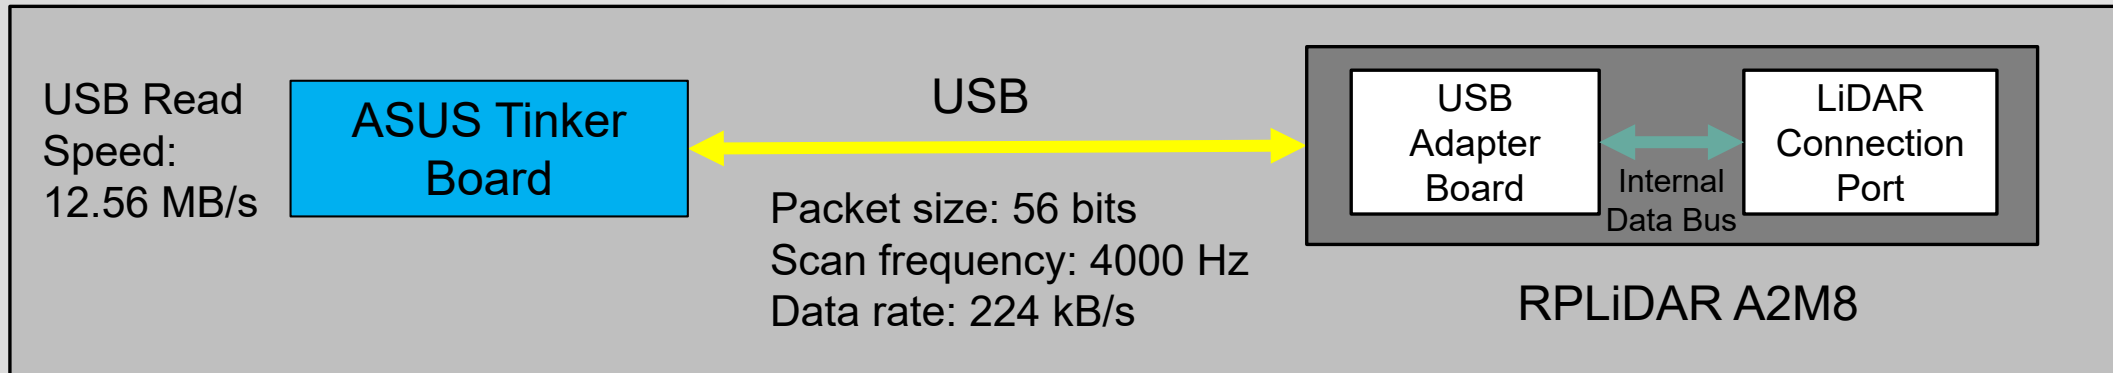 USB Read
Speed:
12.56 MB/s
ASUS Tinker
Board
USB
Packet size: 56 bits
Scan frequency: 4000 Hz
Data rate: 224 kB/s
USB
Adapter
Board
Internal
Data Bus
LiDAR
Connection
Port
RPLiDAR A2M8